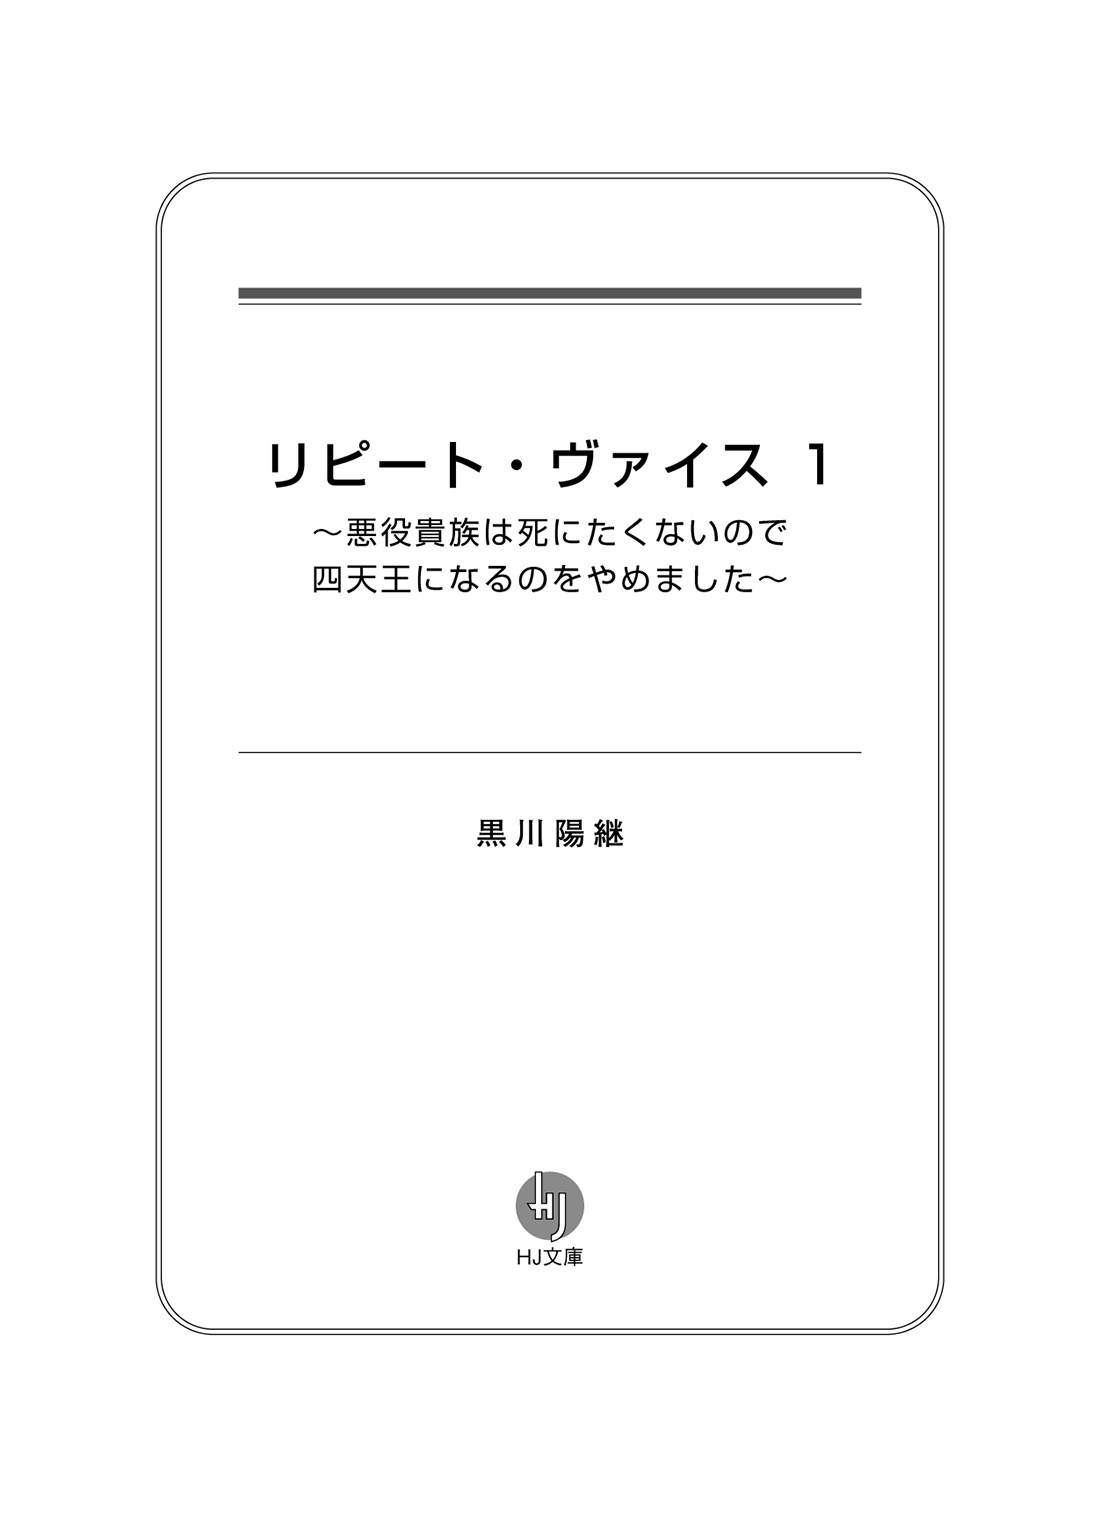 リピート・ヴァイス 1
～悪役貴族は死にたくないので
四天王になるのをやめました～
黒川陽継
HJ
HJ文庫